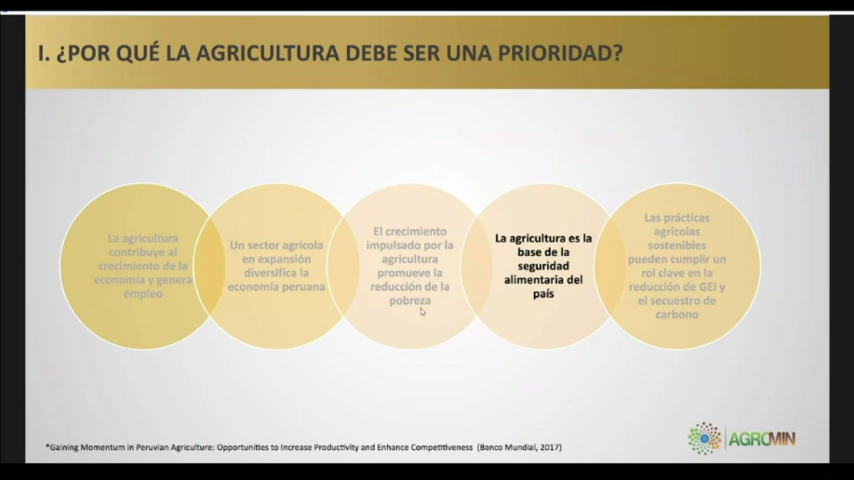 I. ¿POR QUÉ LA AGRICULTURA DEBE SER UNA PRIORIDAD?
La agricultura
contribuye al
crecimiento de la
economía y genera
empleo
Un sector agrícola
en expansión
diversifica la
economía peruana
El crecimiento
impulsado por la
agricultura
promueve la
reducción de la
pobreza
La agricultura es la
base de la
seguridad
alimentaria del
país
Las prácticas
agrícolas
sostenibles
pueden cumplir un
rol clave en la
reducción de GEI y
el secuestro de
carbono
*Gaining Momentum in Peruvian Agriculture: Opportunities to Increase Productivity and Enhance Competitiveness (Banco Mundial, 2017)
AGROMIN